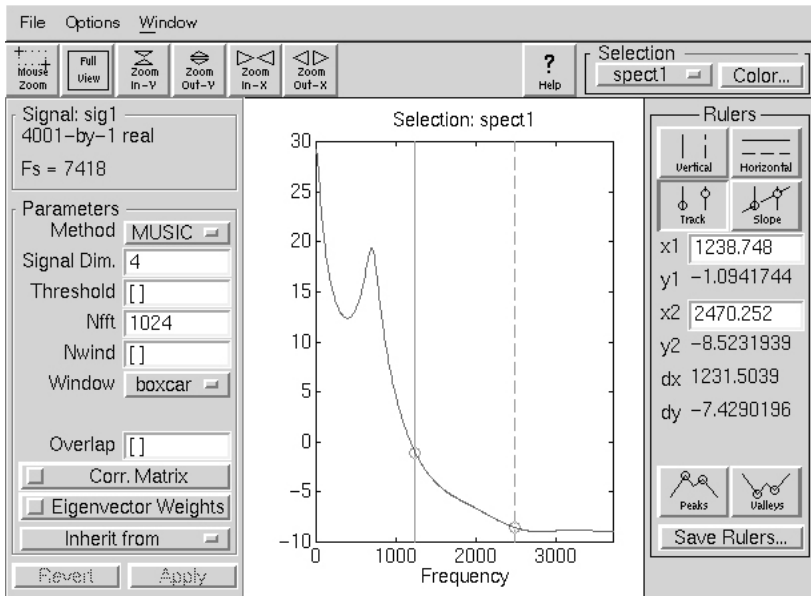 File Options Window
Mouse Zoom
Full View
Zoom In-Y
Zoom Out-Y
Zoom In-X
Zoom Out-X
? Help
Selection
spect1 Color...
Signal: sig1
4001-by-1 real
Fs = 7418
Parameters
Method MUSIC
Signal Dim. 4
Threshold []
Nfft 1024
Nwind []
Window boxcar
Overlap []
Corr. Matrix
Eigenvector Weights
Inherit from
Revert Apply
Selection: spect1
30
25
20
15
10
5
0
-5
-10
0 1000 2000 3000
Frequency
Rulers
Vertical Horizontal
Track Slope
x1 1238.748
y1 -1.0941744
x2 2470.252
y2 -8.5231939
dx 1231.5039
dy -7.4290196
Peaks Valleys
Save Rulers...